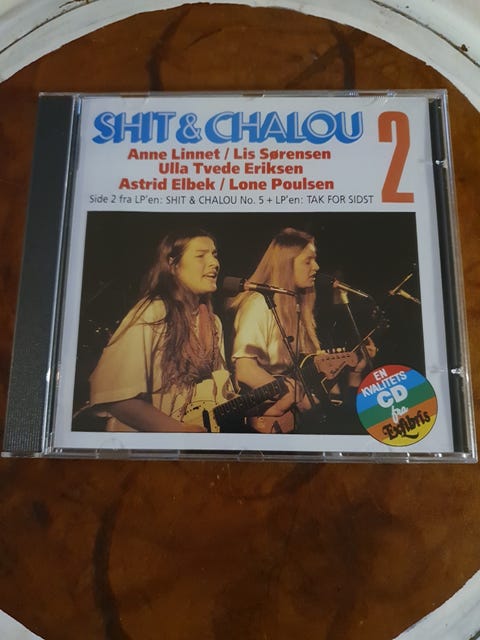 SHIT & CHALOU
2
Anne Linnet / Lis Sørensen
Ulla Tvede Eriksen
Astrid Elbek / Lone Poulsen
Side 2 fra LP'en: SHIT & CHALOU No. 5 + LP'en: TAK FOR SIDST
EN
KVALITETS
CD
fra
Exlibris